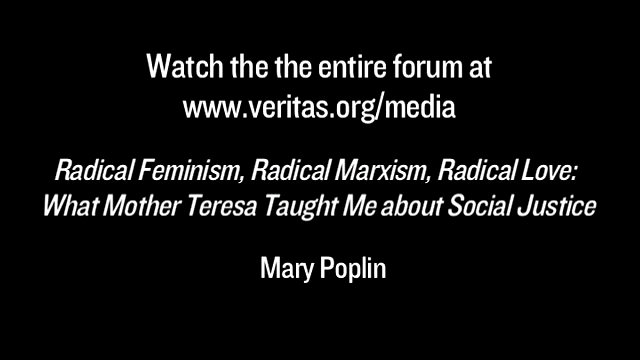 Watch the the entire forum at
www.veritas.org/media
Radical Feminism, Radical Marxism, Radical Love:
What Mother Teresa Taught Me about Social Justice
Mary Poplin